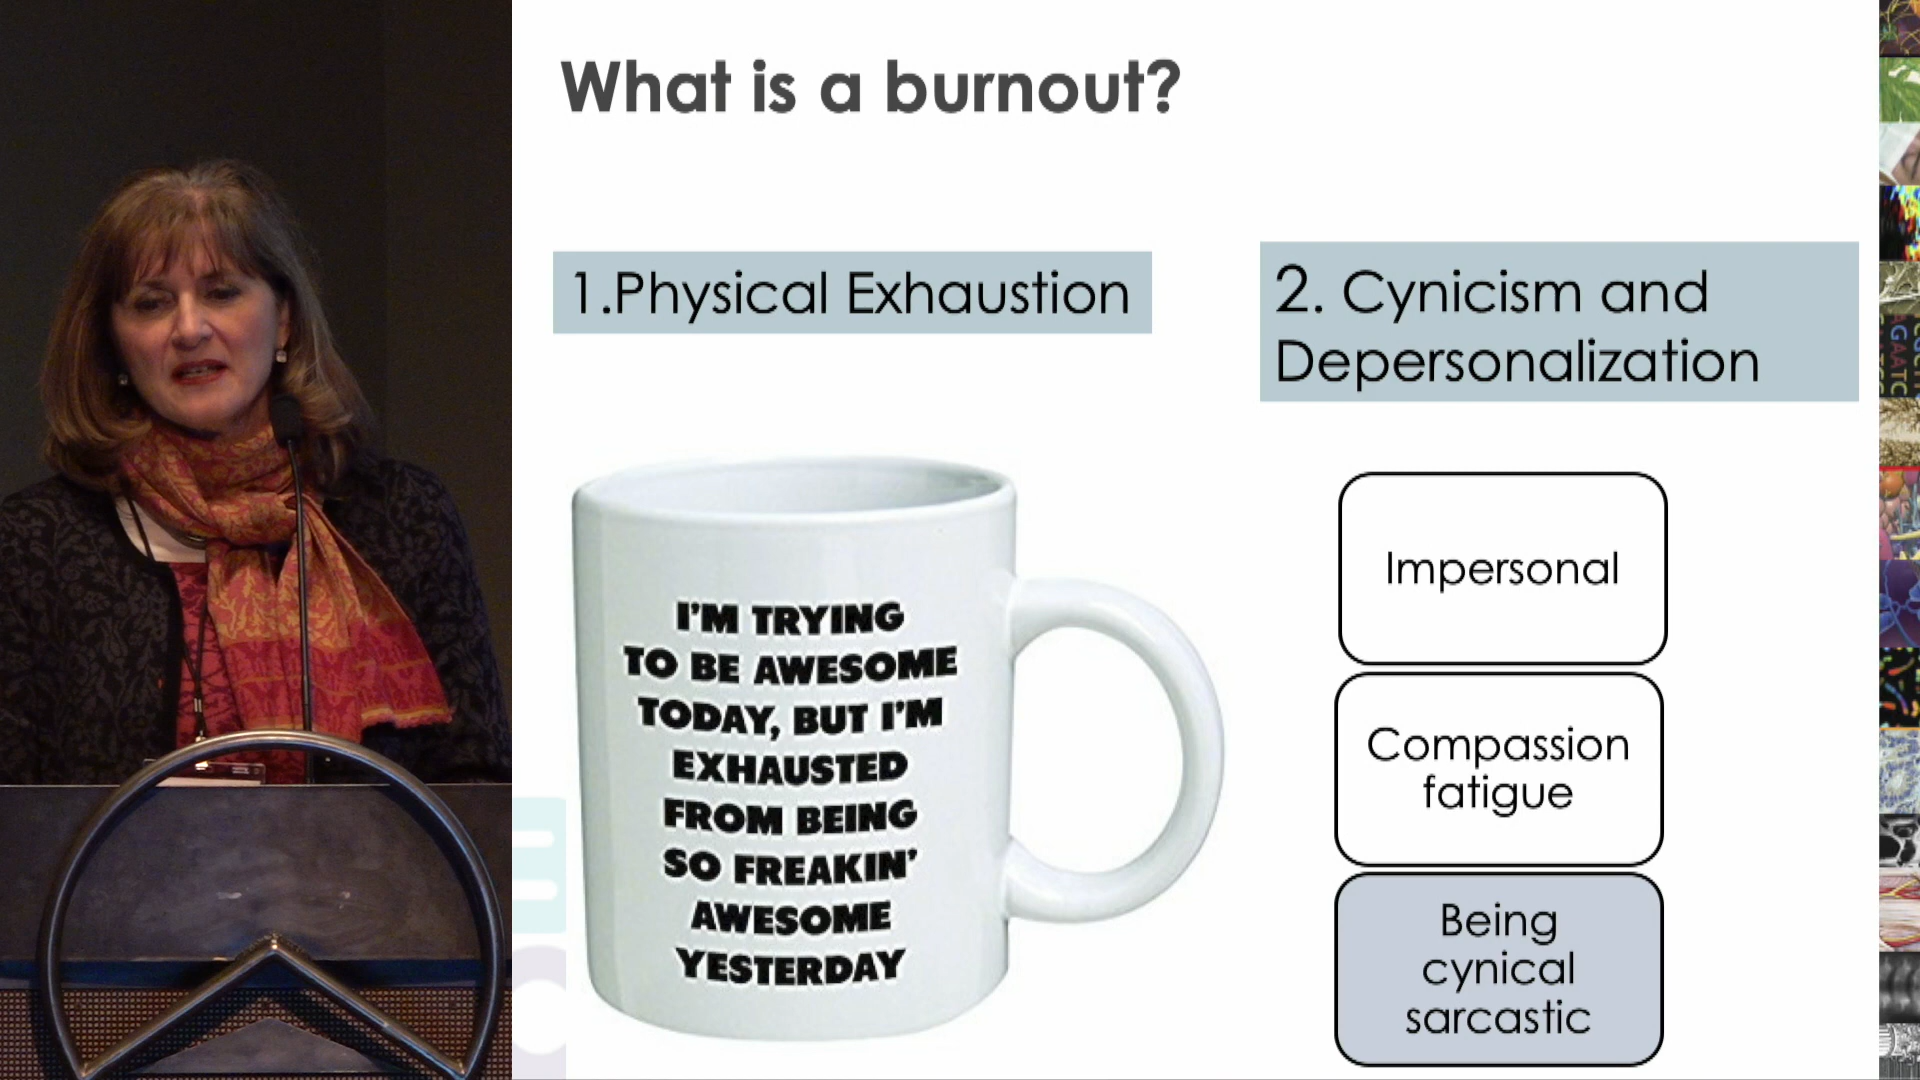 What is a burnout?
1.Physical Exhaustion
2. Cynicism and
Depersonalization
I'M TRYING
TO BE AWESOME
TODAY, BUT I'M
EXHAUSTED
FROM BEING
SO FREAKIN'
AWESOME
YESTERDAY
Impersonal
Compassion
fatigue
Being
cynical
sarcastic
GAATC